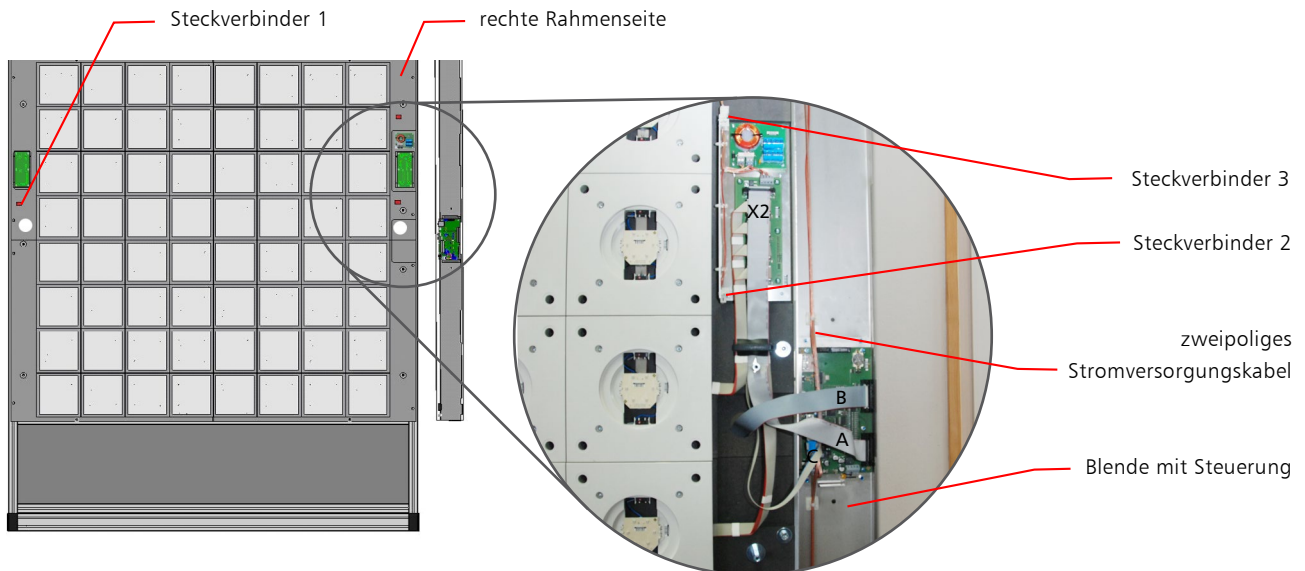 Steckverbinder 1
rechte Rahmenseite
Steckverbinder 3
X2
Steckverbinder 2
zweipoliges
Stromversorgungskabel
B
A
C
Blende mit Steuerung